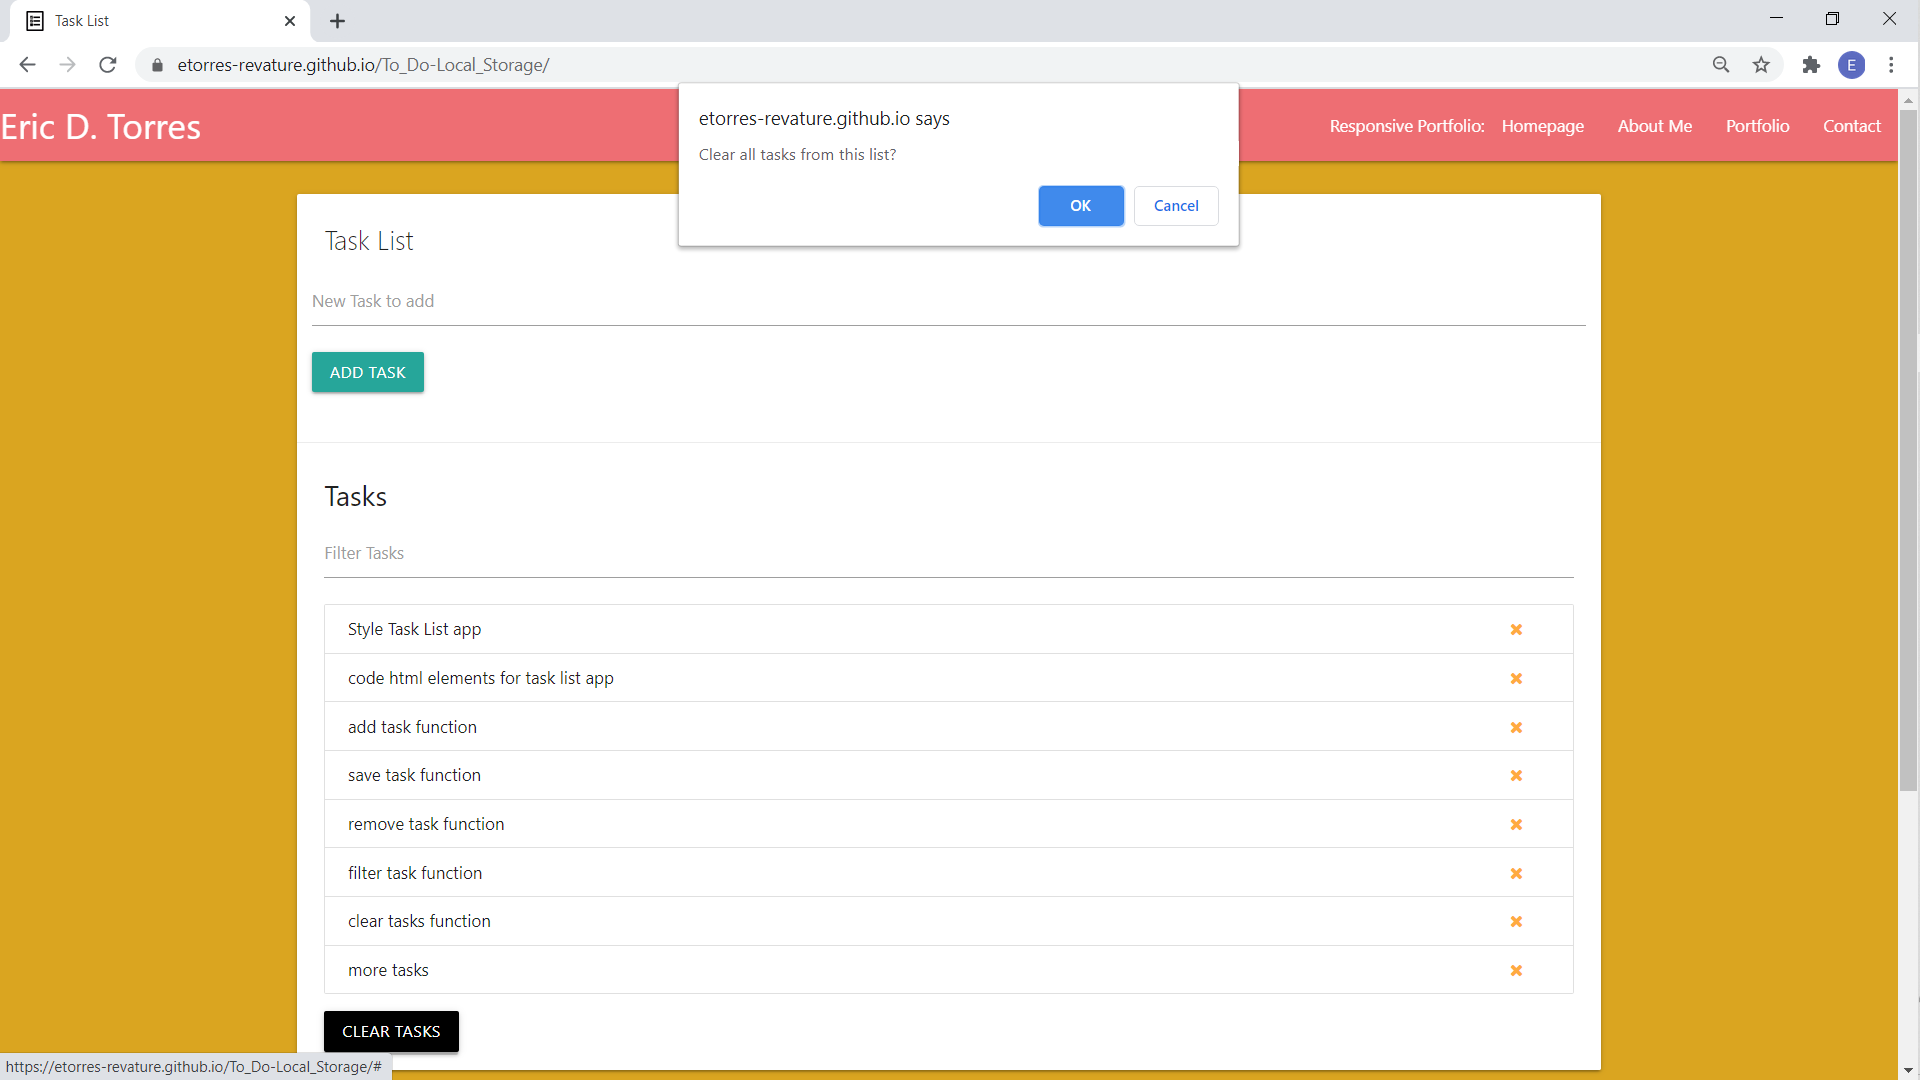 Task List
etorres-revature.github.io/To_Do-Local_Storage/
E
Eric D. Torres
Responsive Portfolio: Homepage About Me Portfolio Contact
etorres-revature.github.io says
Clear all tasks from this list?
OK Cancel
Task List
New Task to add
ADD TASK
Tasks
Filter Tasks
Style Task List app
code html elements for task list app
add task function
save task function
remove task function
filter task function
clear tasks function
more tasks
CLEAR TASKS
https://etorres-revature.github.io/To_Do-Local_Storage/#